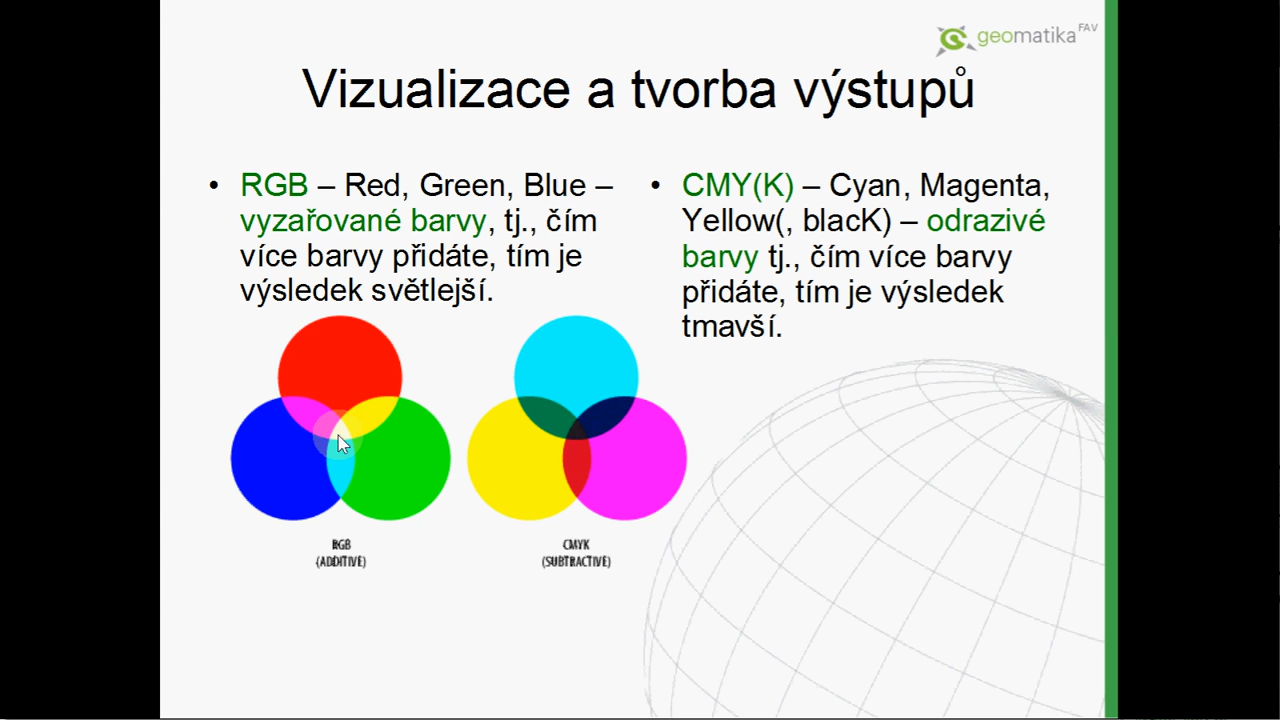 geomatika FAV
Vizualizace a tvorba výstupů
• RGB – Red, Green, Blue –
vyzařované barvy, tj., čím
více barvy přidáte, tím je
výsledek světlejší.
• CMY(K) – Cyan, Magenta,
Yellow(, blacK) – odrazivé
barvy tj., čím více barvy
přidáte, tím je výsledek
tmavší.
RGB
(ADDITIVE)
CMYK
(SUBTRACTIVE)